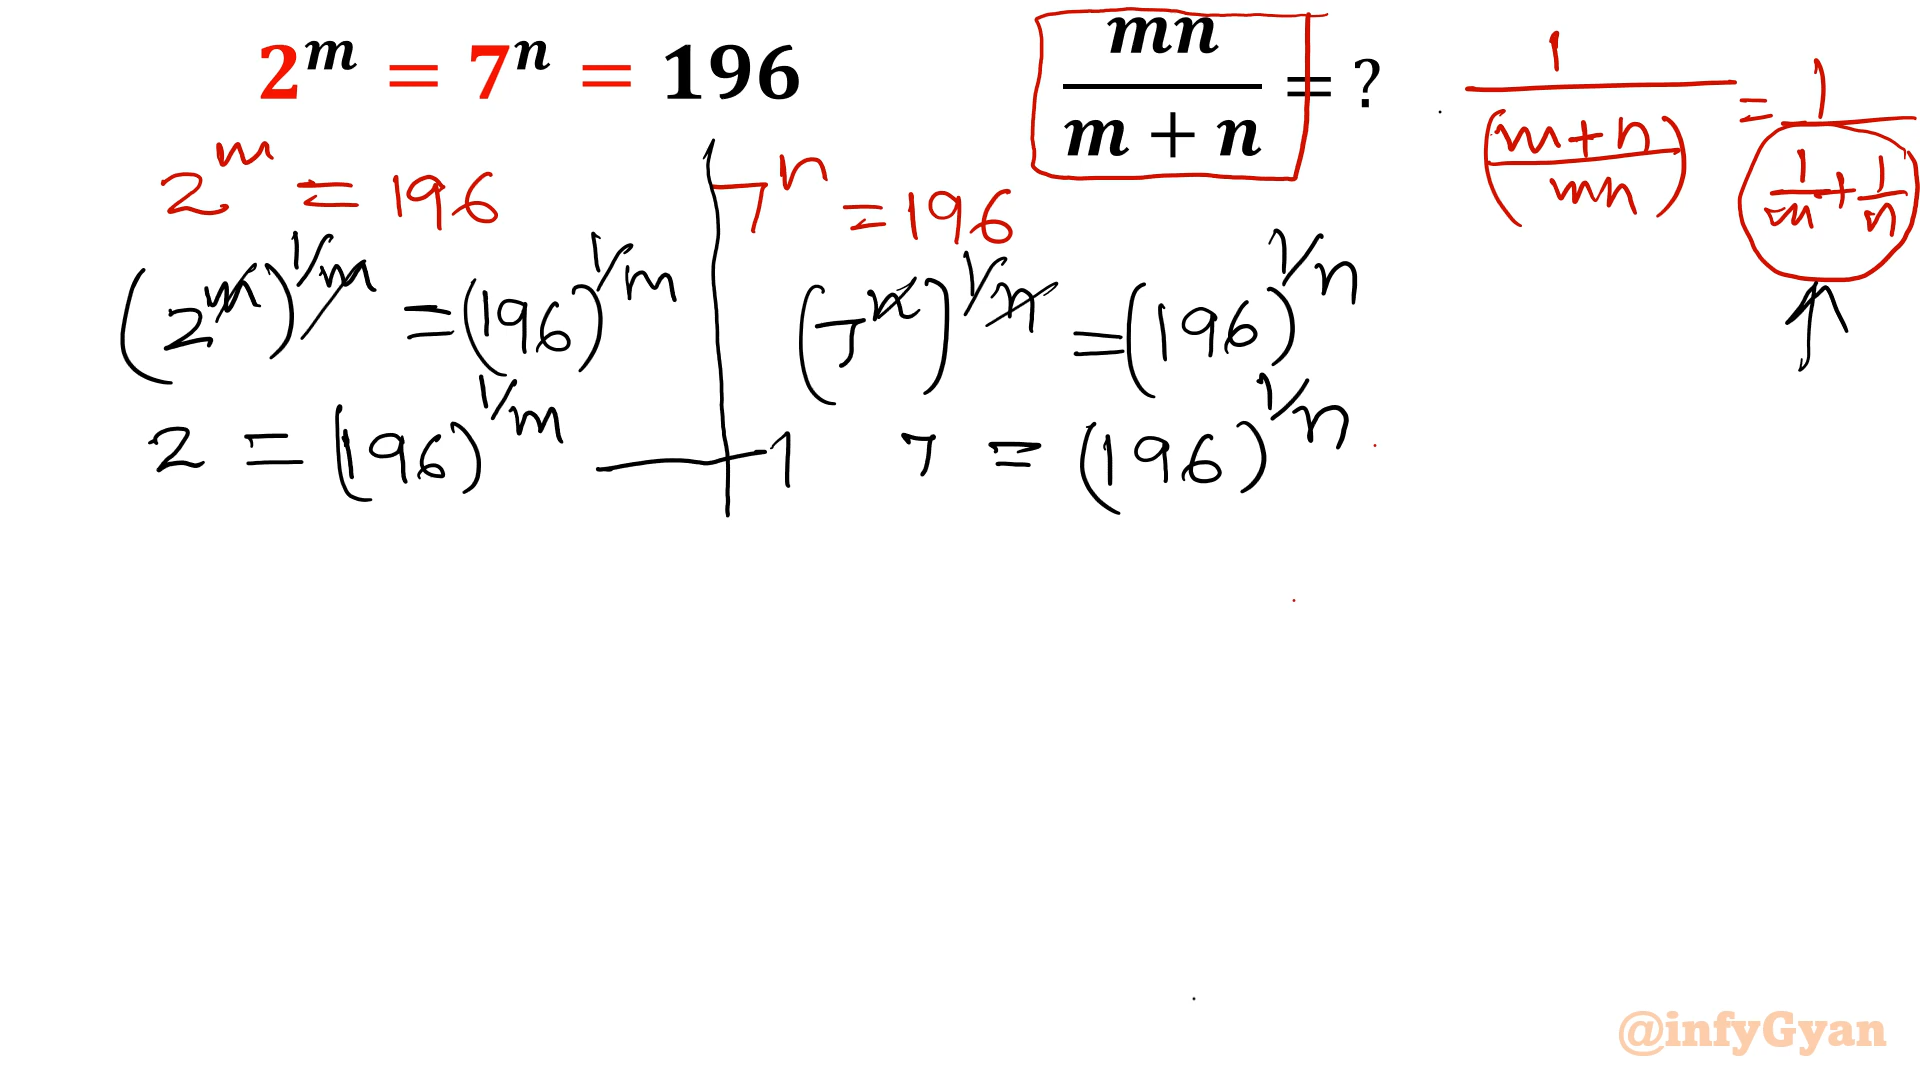 2^m = 7^n = 196
mn/(m + n) = ?
1/((m+n)/(mn)) = 1/(1/m + 1/n)
2^m = 196
(2^m)^1/m = (196)^1/m
2 = (196)^1/m — 1
7^n = 196
(7^n)^1/n = (196)^1/n
7 = (196)^1/n
@infyGyan